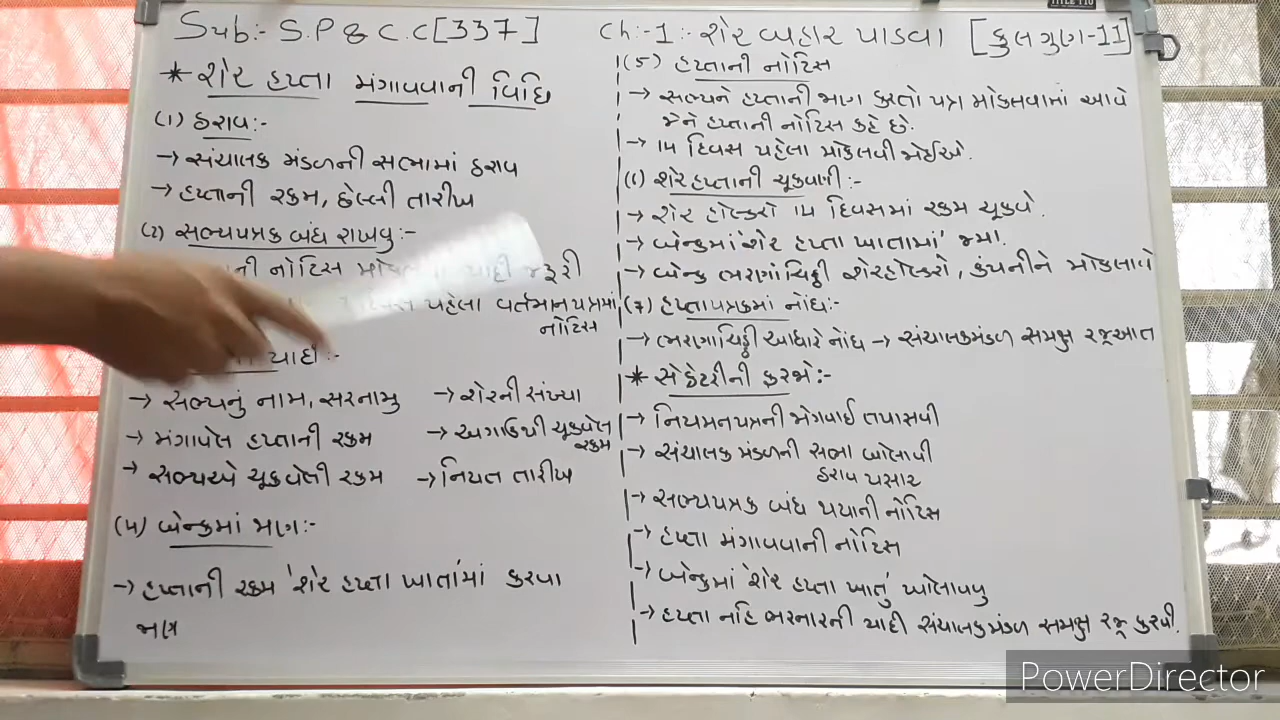 Sub:- S.P & C.C [337]
Ch:-1:- શેર બહાર પાડવા [કુલ ગુણ-11]
* શેર હપ્તા મંગાવવાની વિધિ
(1) ઠરાવ:-
→ સંચાલક મંડળની સભામાં ઠરાવ
→ હપ્તાની રકમ, છેલ્લી તારીખ
(2) સભ્યપત્રક બંધ રાખવુ:-
ની નોટિસ યાદી જરૂરી
પહેલા વર્તમાનપત્રમાં
નોટિસ
યાદી:-
→ સભ્યનું નામ, સરનામુ → શેરની સંખ્યા
→ મંગાવેલ હપ્તાની રકમ → અગાઉથી ચૂકવેલ
રકમ
→ સભ્યએ ચૂકવેલી રકમ → નિયત તારીખ
(૪) બેન્કમાં જાણ:-
→ હપ્તાની રકમ 'શેર હપ્તા ખાતા'માં કરવા
જાણ
(૫) હપ્તાની નોટિસ
→ સભ્યને હપ્તાની જાણ કરતો પત્ર મોકલવામાં આવે
જેને હપ્તાની નોટિસ કહે છે.
→ 14 દિવસ પહેલા મોકલવી જોઈએ.
(૬) શેરહપ્તાની ચૂકવણી:-
→ શેર હોલ્ડરો 14 દિવસમાં રકમ ચૂકવે.
→ બેન્કમાં 'શેર હપ્તા ખાતામાં' જમા.
→ બેન્ક ભરણાંચિઠ્ઠી શેરહોલ્ડરો, કંપનીને મોકલાવે
(૭) હપ્તાપત્રકમાં નોંધ:-
→ ભરણાચિઠ્ઠી આધારે નોંધ → સંચાલકમંડળ સમક્ષ રજૂઆત
* સેક્રેટરીની ફરજો:-
→ નિયમનપત્રની જોગવાઈ તપાસવી
→ સંચાલક મંડળની સભા બોલાવી
ઠરાવ પસાર
→ સભ્યપત્રક બંધ થયાની નોટિસ
→ હપ્તા મંગાવવાની નોટિસ
→ બેન્કમાં 'શેર હપ્તા ખાતુ' ખોલાવવુ
→ હપ્તા નહિ ભરનારની યાદી સંચાલકમંડળ સમક્ષ રજૂ કરવી.
PowerDirector